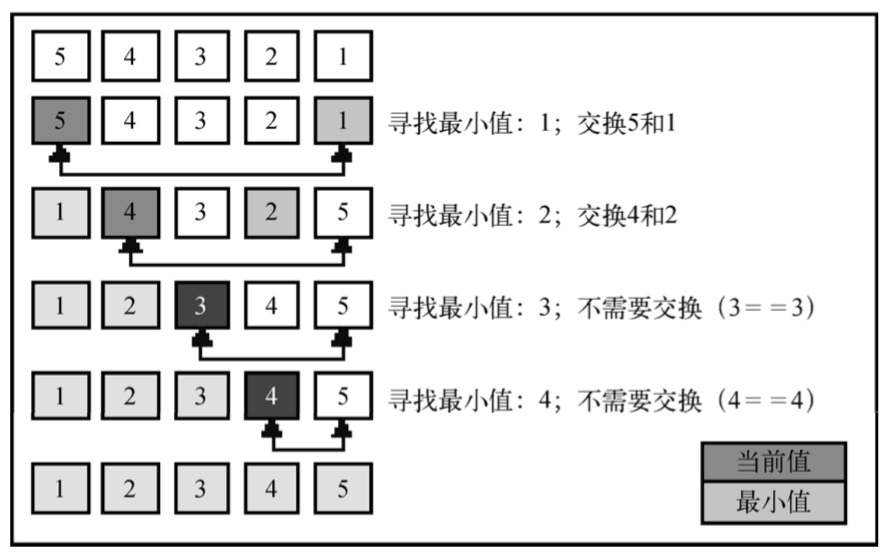 5 4 3 2 1
5 4 3 2 1 寻找最小值：1；交换5和1
1 4 3 2 5 寻找最小值：2；交换4和2
1 2 3 4 5 寻找最小值：3；不需要交换（3==3）
1 2 3 4 5 寻找最小值：4；不需要交换（4==4）
当前值
1 2 3 4 5
最小值